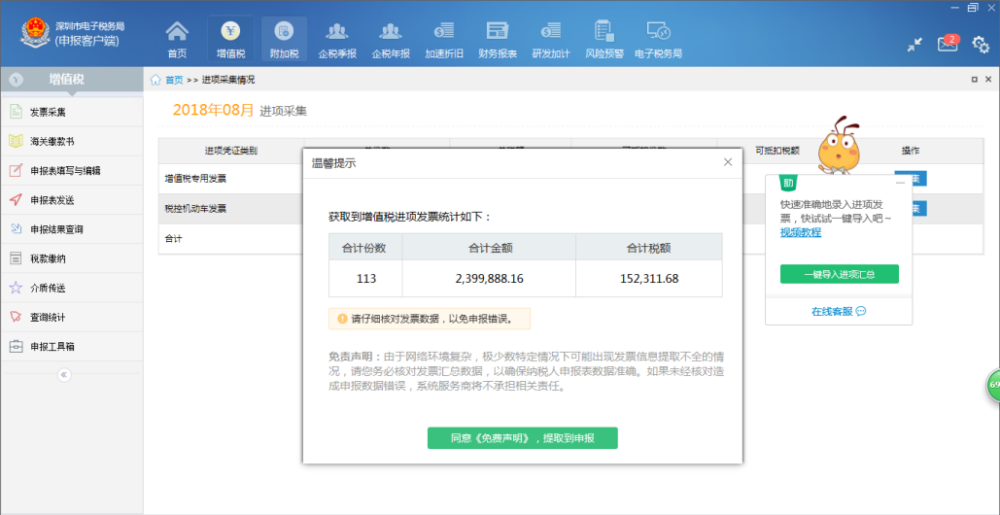 深圳市电子税务局
(申报客户端)
首页
增值税
附加税
企税季报
企税年报
加速折旧
财务报表
研发加计
风险预警
电子税务局
2
增值税
首页 >> 进项采集情况
发票采集
海关缴款书
申报表填写与编辑
申报表发送
申报结果查询
税款缴纳
介质传送
查询统计
申报工具箱
2018年08月 进项采集
进项凭证类别
可抵扣税额
操作
增值税专用发票
集
税控机动车发票
集
合计
温馨提示
获取到增值税进项发票统计如下：
合计份数 合计金额 合计税额
113 2,399,888.16 152,311.68
请仔细核对发票数据，以免申报错误。
免责声明：由于网络环境复杂，极少数特定情况下可能出现发票信息提取不全的情
况，请您务必核对发票汇总数据，以确保纳税人申报表数据准确。如果未经核对造
成申报数据错误，系统服务商将不承担相关责任。
同意《免费声明》，提取到申报
助
快速准确地录入进项发
票，快试试一键导入吧～
视频教程
一键导入进项汇总
在线客服
69